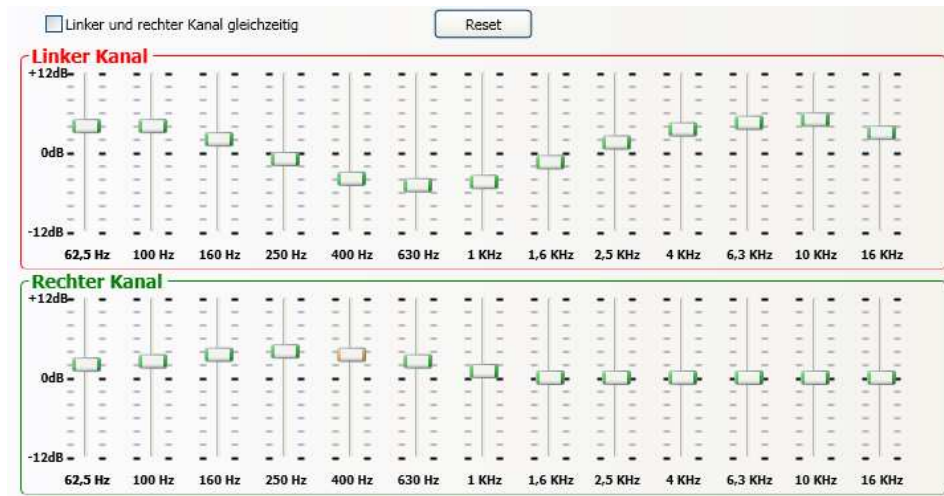 Linker und rechter Kanal gleichzeitig Reset
Linker Kanal
+12dB
0dB
-12dB
62,5 Hz 100 Hz 160 Hz 250 Hz 400 Hz 630 Hz 1 KHz 1,6 KHz 2,5 KHz 4 KHz 6,3 KHz 10 KHz 16 KHz
Rechter Kanal
+12dB
0dB
-12dB
62,5 Hz 100 Hz 160 Hz 250 Hz 400 Hz 630 Hz 1 KHz 1,6 KHz 2,5 KHz 4 KHz 6,3 KHz 10 KHz 16 KHz